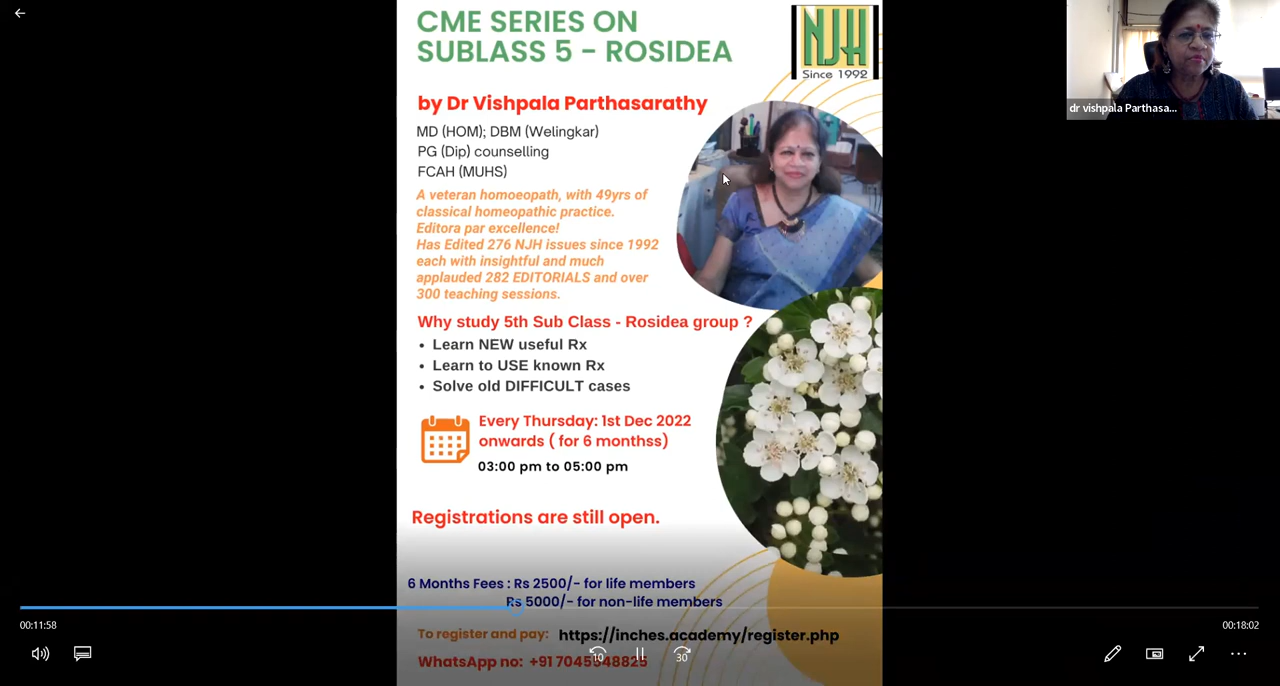 CME SERIES ON
SUBLASS 5 - ROSIDEA
NJH
Since 1992
dr vishpala Parthasa...
by Dr Vishpala Parthasarathy
MD (HOM); DBM (Welingkar)
PG (Dip) counselling
FCAH (MUHS)
A veteran homoeopath, with 49yrs of
classical homeopathic practice.
Editora par excellence!
Has Edited 276 NJH issues since 1992
each with insightful and much
applauded 282 EDITORIALS and over
300 teaching sessions.
Why study 5th Sub Class - Rosidea group ?
• Learn NEW useful Rx
• Learn to USE known Rx
• Solve old DIFFICULT cases
Every Thursday: 1st Dec 2022
onwards ( for 6 monthss)
03:00 pm to 05:00 pm
Registrations are still open.
6 Months Fees : Rs 2500/- for life members
Rs 5000/- for non-life members
00:11:58
00:18:02
To register and pay: https://inches.academy/register.php
10
30
WhatsApp no: